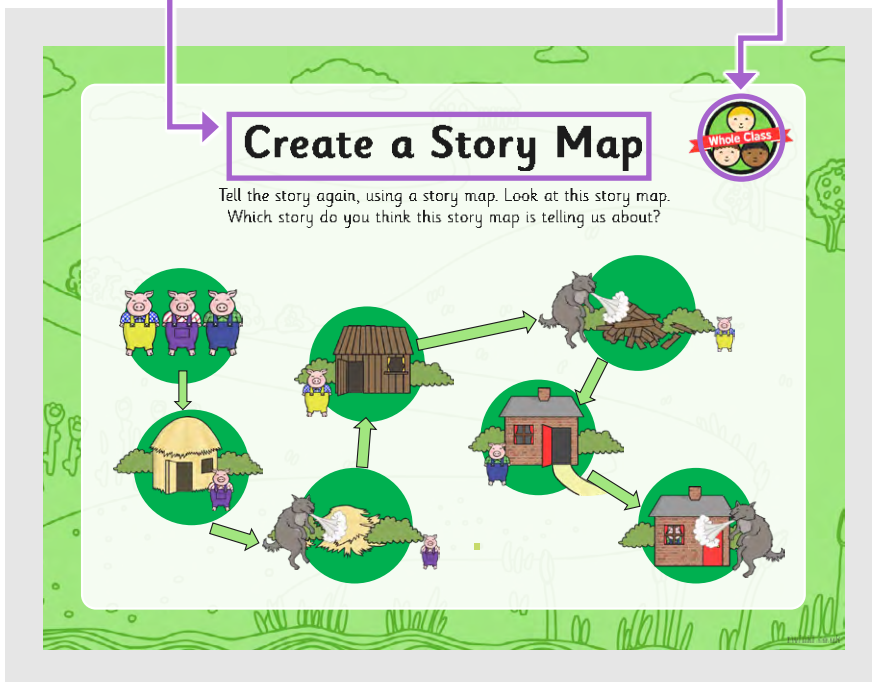 Create a Story Map
Whole Class
Tell the story again, using a story map. Look at this story map.
Which story do you think this story map is telling us about?